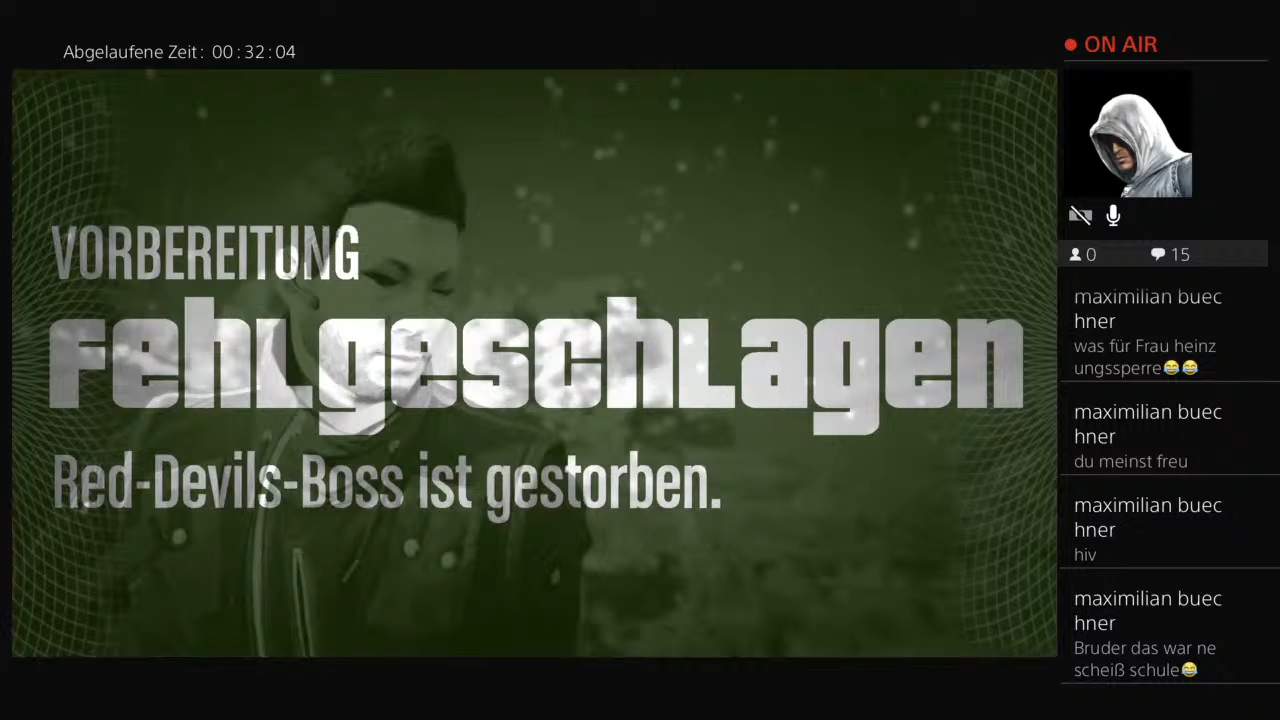 Abgelaufene Zeit: 00:32:04
ON AIR
VORBEREITUNG
Fehlgeschlagen
Red-Devils-Boss ist gestorben.
0 15
maximilian buec
hner
was für Frau heinz
ungssperre😂😂
maximilian buec
hner
du meinst freu
maximilian buec
hner
hiv
maximilian buec
hner
Bruder das war ne
scheiß schule😂